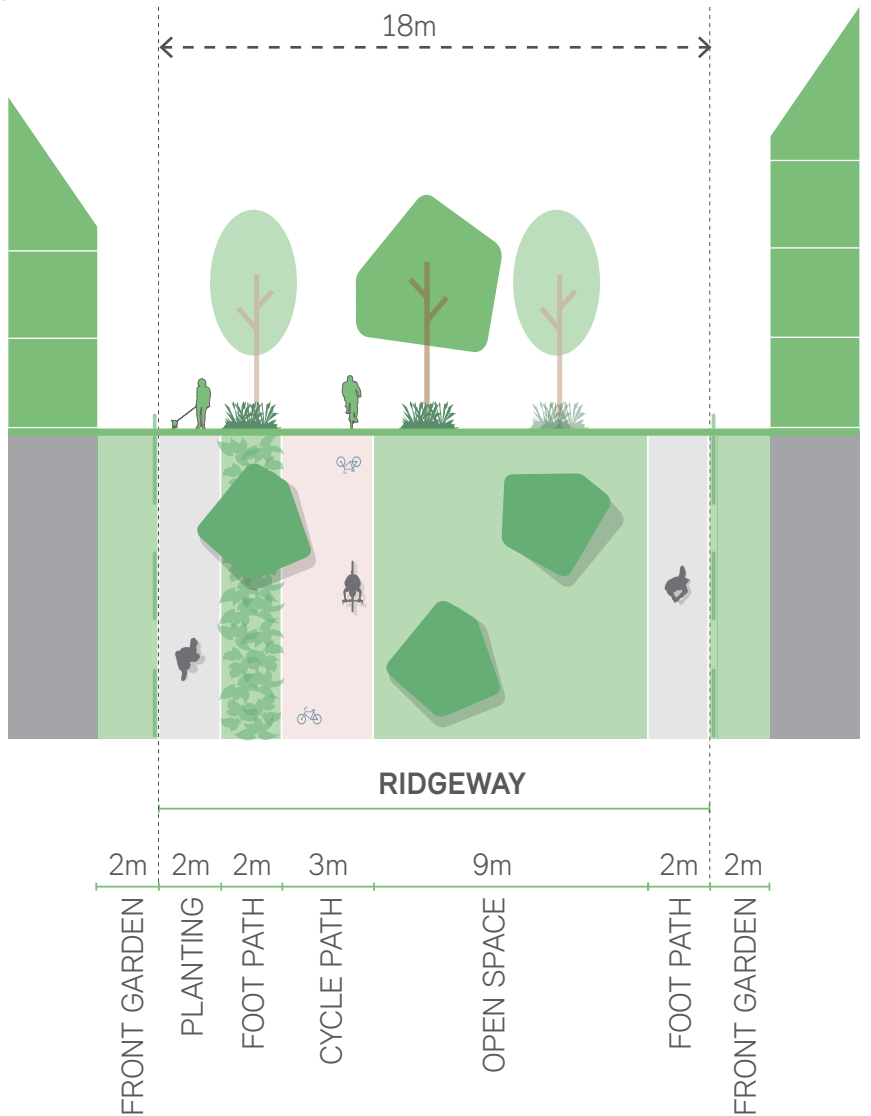 18m
RIDGEWAY
2m
2m
2m
3m
9m
2m
2m
FRONT GARDEN
PLANTING
FOOT PATH
CYCLE PATH
OPEN SPACE
FOOT PATH
FRONT GARDEN